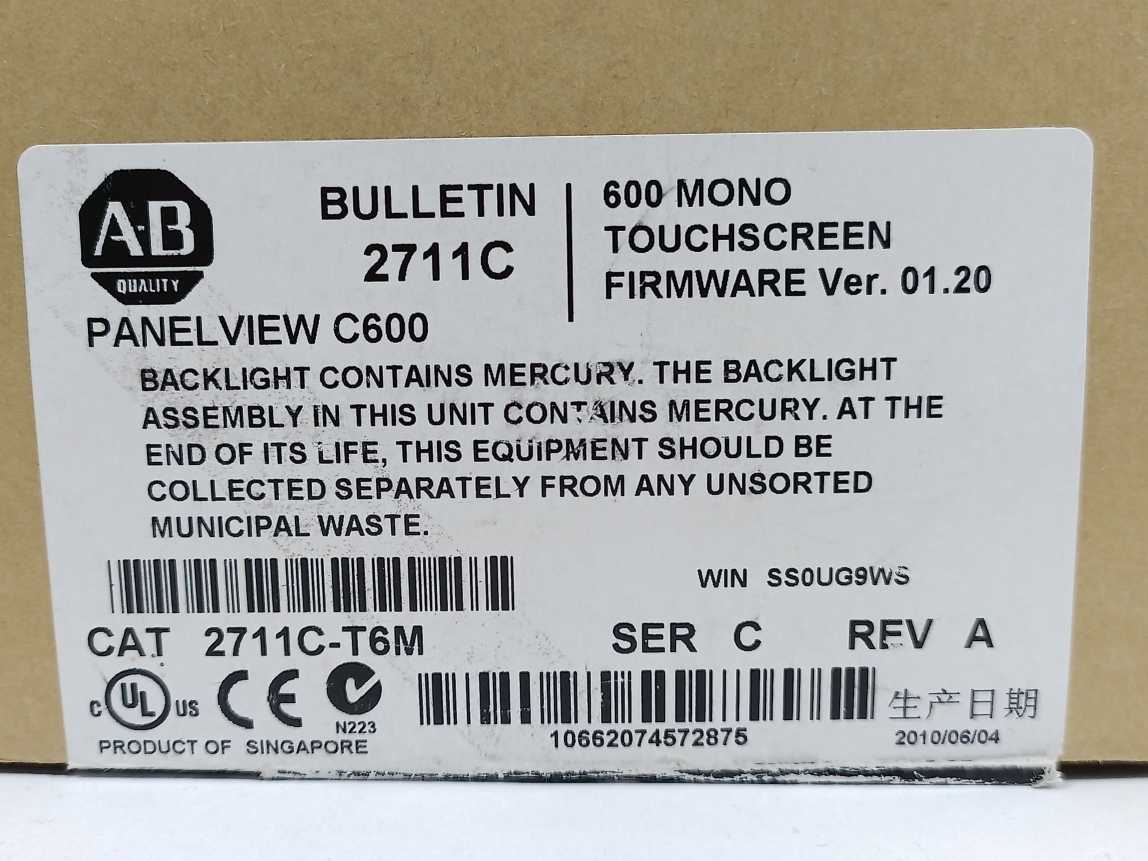 A-B
QUALITY
BULLETIN
2711C
600 MONO
TOUCHSCREEN
FIRMWARE Ver. 01.20
PANELVIEW C600
BACKLIGHT CONTAINS MERCURY. THE BACKLIGHT
ASSEMBLY IN THIS UNIT CONTAINS MERCURY. AT THE
END OF ITS LIFE, THIS EQUIPMENT SHOULD BE
COLLECTED SEPARATELY FROM ANY UNSORTED
MUNICIPAL WASTE.
WIN SS0UG9WS
CAT 2711C-T6M SER C REV A
C UL US CE N223
生产日期
10662074572875 2010/06/04
PRODUCT OF SINGAPORE